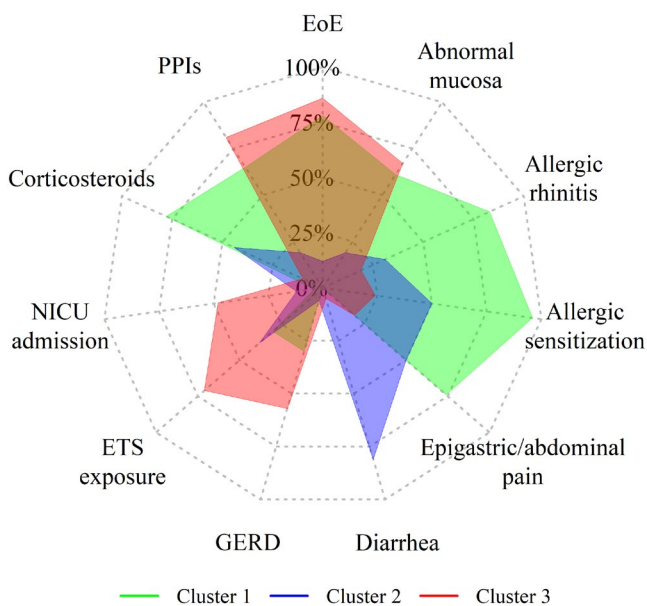 EoE
PPIs
Abnormal
mucosa
100%
75%
Corticosteroids
Allergic
rhinitis
50%
25%
0%
NICU
admission
Allergic
sensitization
ETS
exposure
Epigastric/abdominal
pain
GERD
Diarrhea
Cluster 1
Cluster 2
Cluster 3